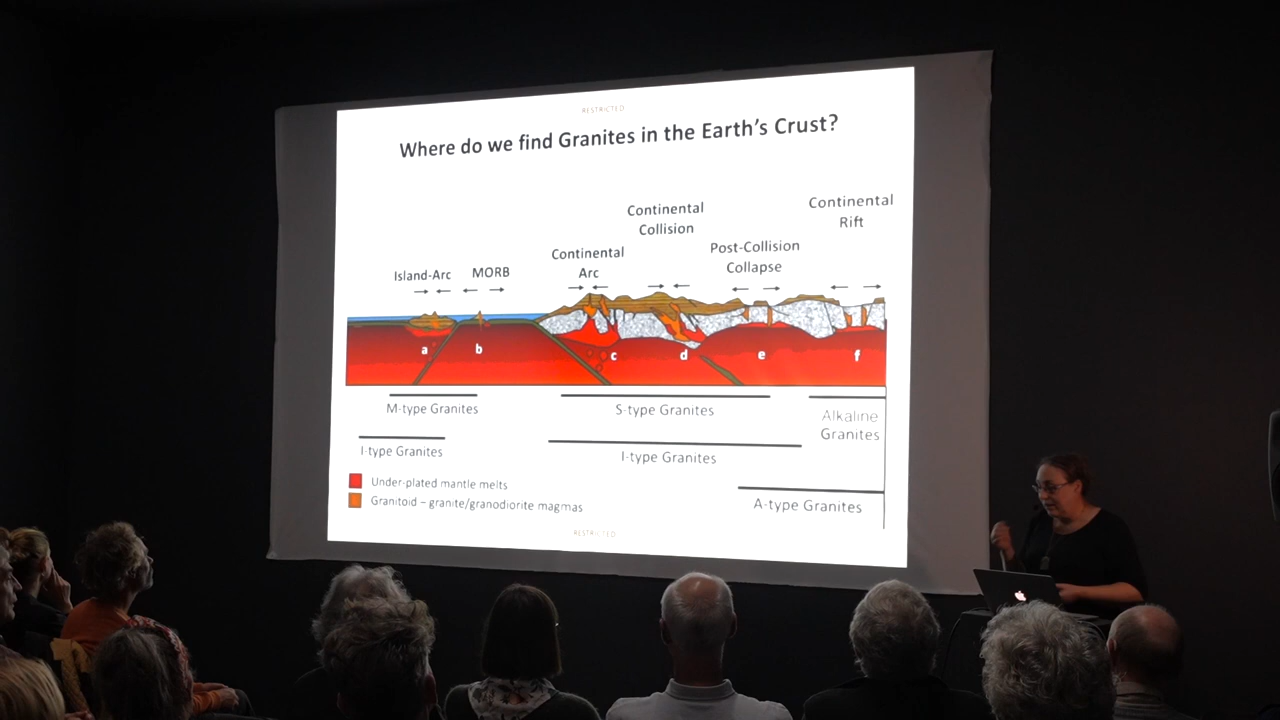 RESTRICTED
Where do we find Granites in the Earth's Crust?
Continental
Rift
Continental
Collision
Post-Collision
Collapse
Continental
Arc
Island-Arc
MORB
a
b
c
d
e
f
M-type Granites
S-type Granites
Alkaline
Granites
I-type Granites
I-type Granites
A-type Granites
Under-plated mantle melts
Granitoid – granite/granodiorite magmas
RESTRICTED